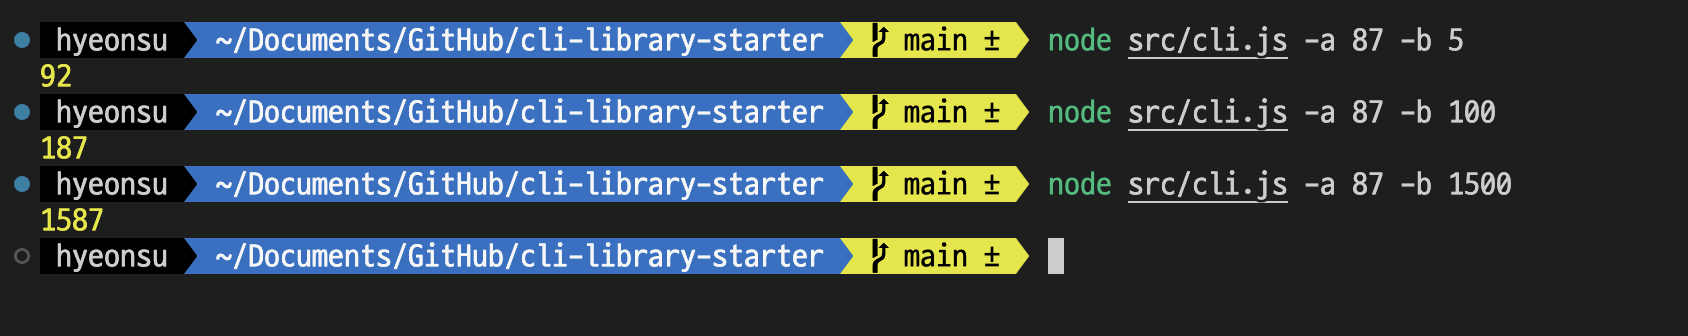 hyeonsu ~/Documents/GitHub/cli-library-starter main ± node src/cli.js -a 87 -b 5
92
hyeonsu ~/Documents/GitHub/cli-library-starter main ± node src/cli.js -a 87 -b 100
187
hyeonsu ~/Documents/GitHub/cli-library-starter main ± node src/cli.js -a 87 -b 1500
1587
hyeonsu ~/Documents/GitHub/cli-library-starter main ±